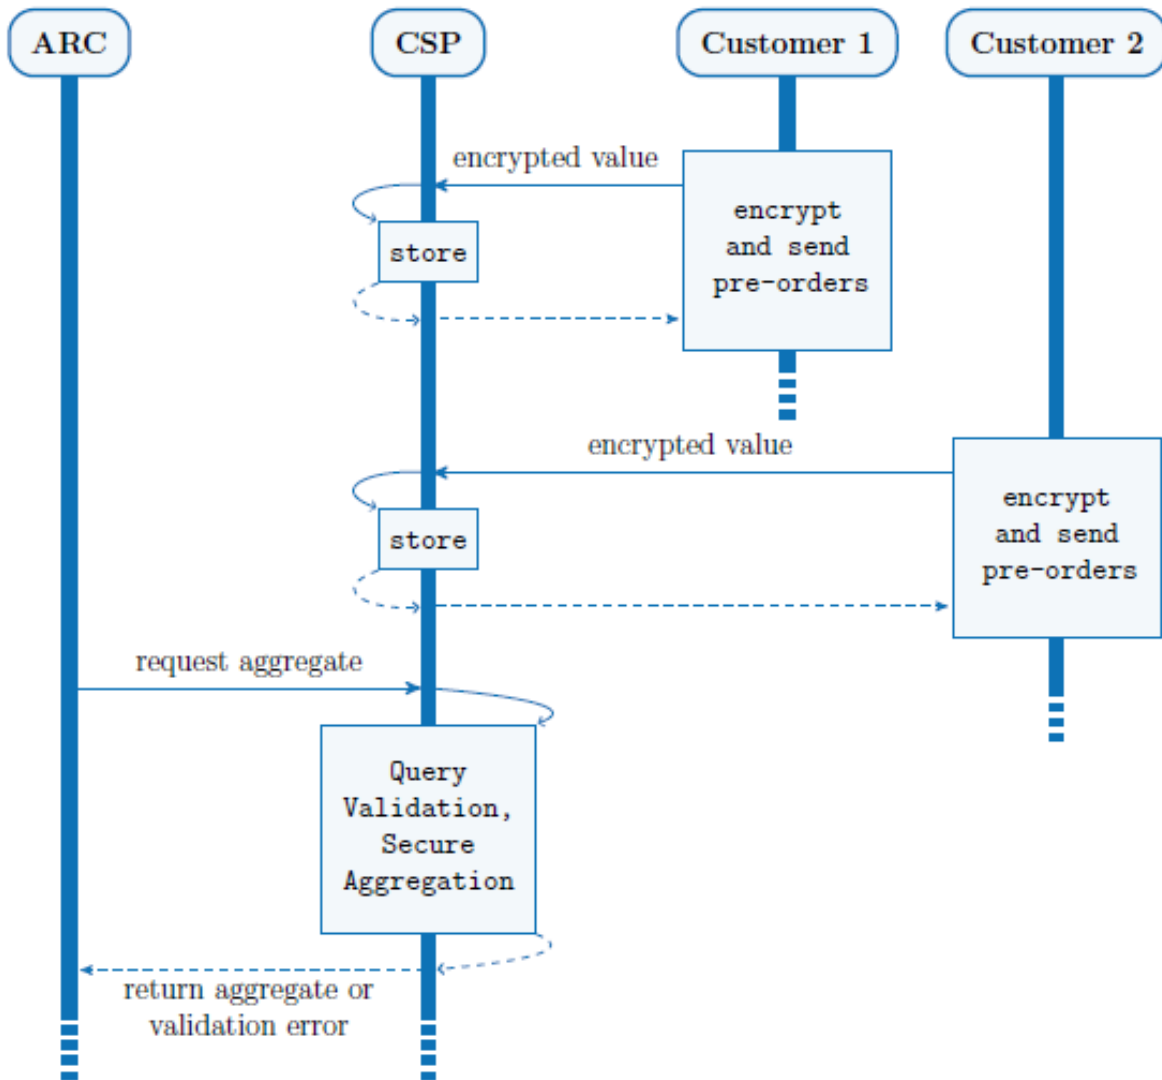 ARC
CSP
Customer 1
Customer 2
encrypted value
encrypt
and send
pre-orders
store
encrypted value
encrypt
and send
pre-orders
store
request aggregate
Query
Validation,
Secure
Aggregation
return aggregate or
validation error